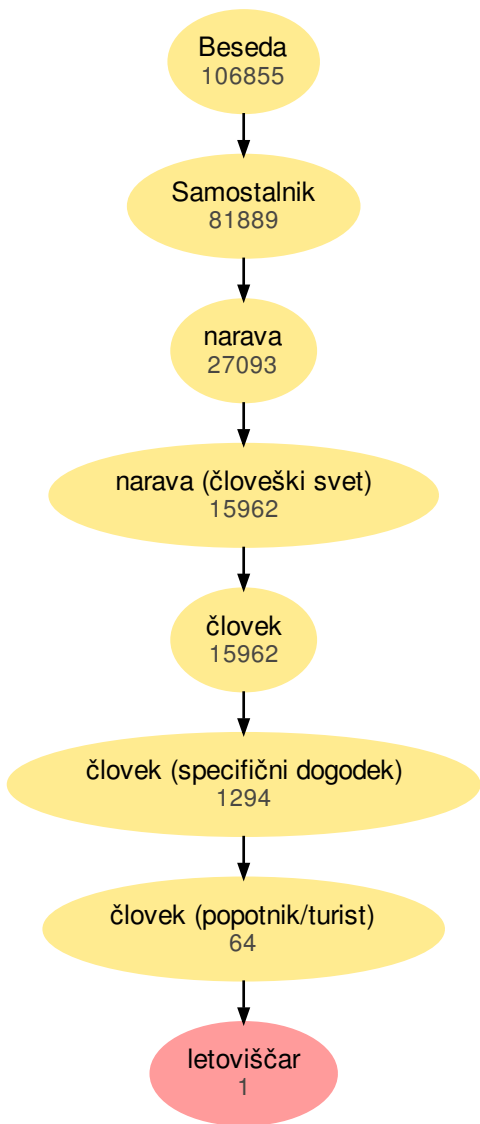 Beseda
106855
Samostalnik
81889
narava
27093
narava (človeški svet)
15962
človek
15962
človek (specifični dogodek)
1294
človek (popotnik/turist)
64
letoviščar
1